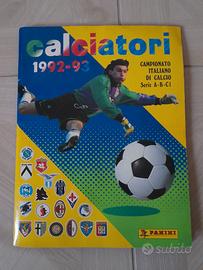 calciatori
1992-93
CAMPIONATO
ITALIANO
DI CALCIO
Serie A-B-C1
PANINI
subito